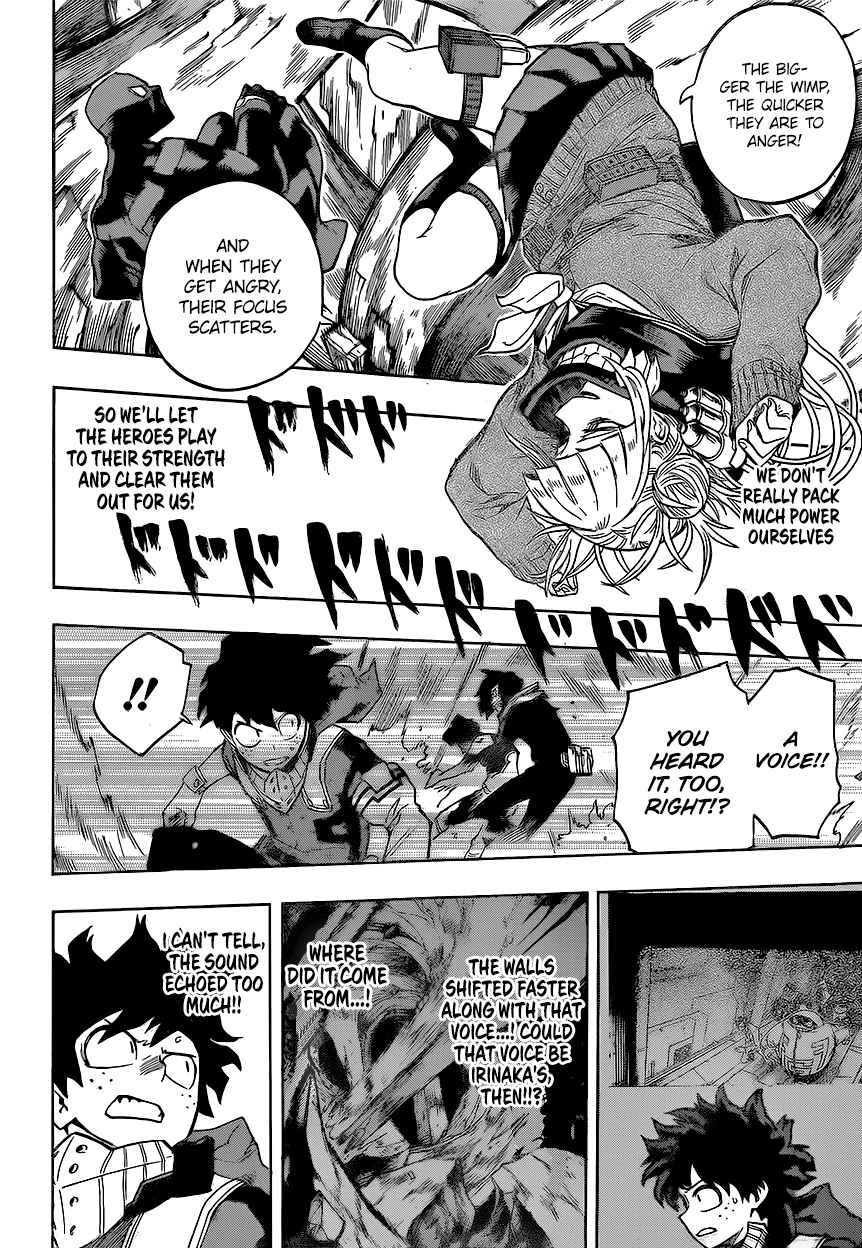 THE BIG-
GER THE WIMP,
THE QUICKER
THEY ARE TO
ANGER!
AND
WHEN THEY
GET ANGRY,
THEIR FOCUS
SCATTERS.
WE DON'T
REALLY PACK
MUCH POWER
OURSELVES
SO WE'LL LET
THE HEROES PLAY
TO THEIR STRENGTH
AND CLEAR THEM
OUT FOR US!
ドドド
ドドドドドドドドドドド
A
VOICE!!
YOU
HEARD
IT, TOO,
RIGHT!?
!!
THE WALLS
SHIFTED FASTER
ALONG WITH THAT
VOICE...! COULD
THAT VOICE BE
IRINAKA'S,
THEN!!?
WHERE
DID IT COME
FROM...!
I CAN'T TELL,
THE SOUND
ECHOED TOO
MUCH!!